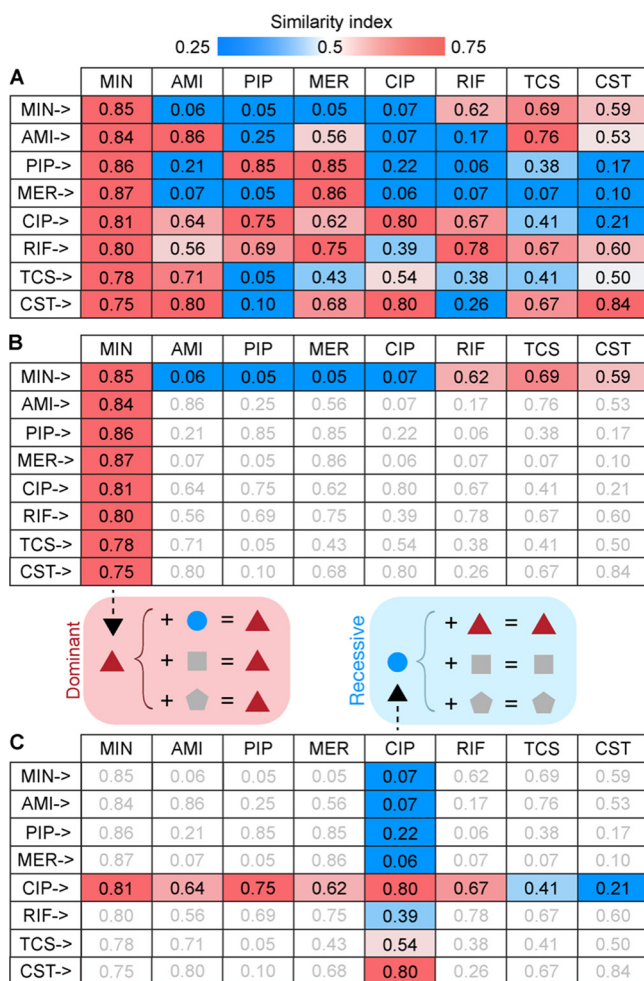 Similarity index
0.25 0.5 0.75
A
MIN AMI PIP MER CIP RIF TCS CST
MIN-> 0.85 0.06 0.05 0.05 0.07 0.62 0.69 0.59
AMI-> 0.84 0.86 0.25 0.56 0.07 0.17 0.76 0.53
PIP-> 0.86 0.21 0.85 0.85 0.22 0.06 0.38 0.17
MER-> 0.87 0.07 0.05 0.86 0.06 0.07 0.07 0.10
CIP-> 0.81 0.64 0.75 0.62 0.80 0.67 0.41 0.21
RIF-> 0.80 0.56 0.69 0.75 0.39 0.78 0.67 0.60
TCS-> 0.78 0.71 0.05 0.43 0.54 0.38 0.41 0.50
CST-> 0.75 0.80 0.10 0.68 0.80 0.26 0.67 0.84
B
MIN AMI PIP MER CIP RIF TCS CST
MIN-> 0.85 0.06 0.05 0.05 0.07 0.62 0.69 0.59
AMI-> 0.84 0.86 0.25 0.56 0.07 0.17 0.76 0.53
PIP-> 0.86 0.21 0.85 0.85 0.22 0.06 0.38 0.17
MER-> 0.87 0.07 0.05 0.86 0.06 0.07 0.07 0.10
CIP-> 0.81 0.64 0.75 0.62 0.80 0.67 0.41 0.21
RIF-> 0.80 0.56 0.69 0.75 0.39 0.78 0.67 0.60
TCS-> 0.78 0.71 0.05 0.43 0.54 0.38 0.41 0.50
CST-> 0.75 0.80 0.10 0.68 0.80 0.26 0.67 0.84
Dominant
+ =
+ =
+ =
Recessive
+ =
+ =
+ =
C
MIN AMI PIP MER CIP RIF TCS CST
MIN-> 0.85 0.06 0.05 0.05 0.07 0.62 0.69 0.59
AMI-> 0.84 0.86 0.25 0.56 0.07 0.17 0.76 0.53
PIP-> 0.86 0.21 0.85 0.85 0.22 0.06 0.38 0.17
MER-> 0.87 0.07 0.05 0.86 0.06 0.07 0.07 0.10
CIP-> 0.81 0.64 0.75 0.62 0.80 0.67 0.41 0.21
RIF-> 0.80 0.56 0.69 0.75 0.39 0.78 0.67 0.60
TCS-> 0.78 0.71 0.05 0.43 0.54 0.38 0.41 0.50
CST-> 0.75 0.80 0.10 0.68 0.80 0.26 0.67 0.84